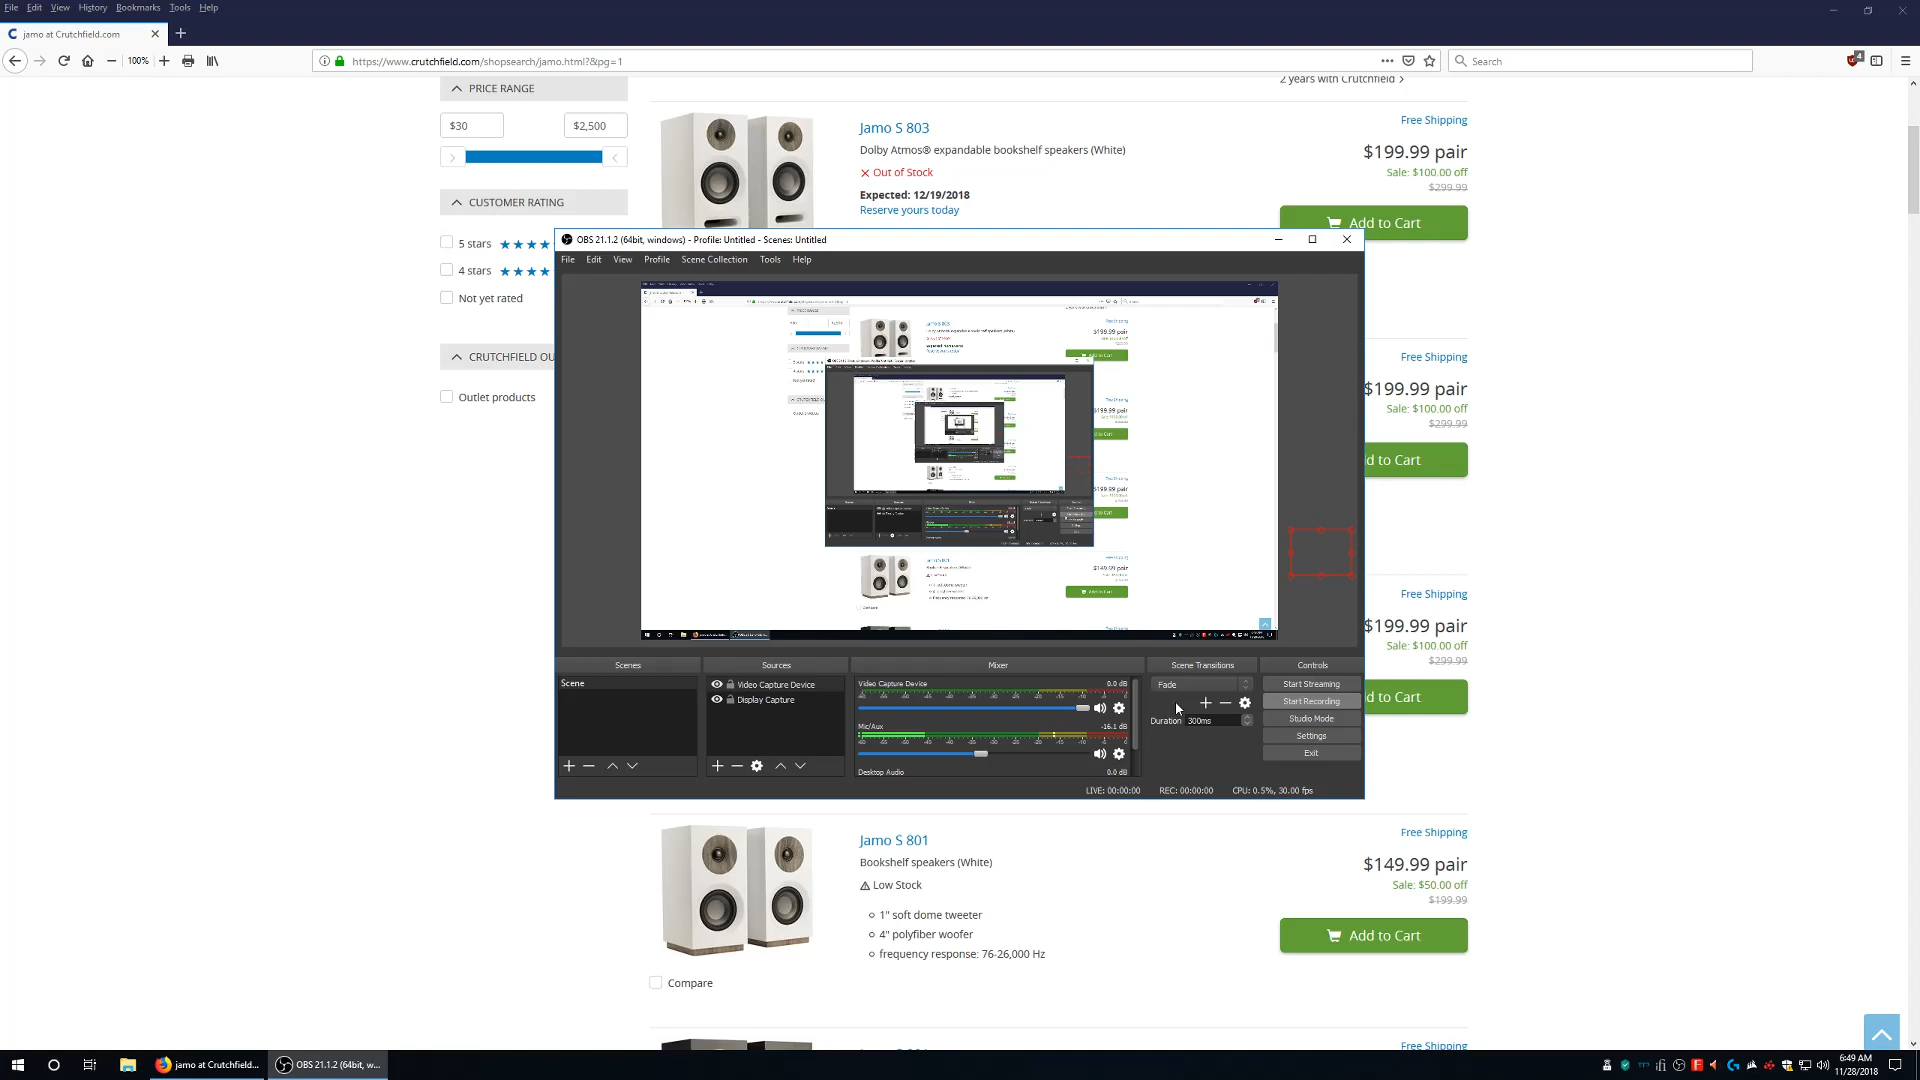 File Edit View History Bookmarks Tools Help
jamo at Crutchfield.com
100%
https://www.crutchfield.com/shopsearch/jamo.html?&pg=1
Search
2 years with Crutchfield
PRICE RANGE
$30
$2,500
CUSTOMER RATING
5 stars
4 stars
Not yet rated
CRUTCHFIELD OU
Outlet products
Jamo S 803
Dolby Atmos® expandable bookshelf speakers (White)
Out of Stock
Expected: 12/19/2018
Reserve yours today
Free Shipping
$199.99 pair
Sale: $100.00 off
$299.99
Add to Cart
OBS 21.1.2 (64bit, windows) - Profile: Untitled - Scenes: Untitled
File Edit View Profile Scene Collection Tools Help
Free Shipping
$199.99 pair
Sale: $100.00 off
$299.99
d to Cart
Free Shipping
$199.99 pair
Sale: $100.00 off
$299.99
d to Cart
Scenes
Scene
Sources
Video Capture Device
Display Capture
Mixer
Video Capture Device 0.0 dB
Mic/Aux -16.1 dB
Desktop Audio 0.0 dB
Scene Transitions
Fade
Duration 300ms
Controls
Start Streaming
Start Recording
Studio Mode
Settings
Exit
LIVE: 00:00:00 REC: 00:00:00 CPU: 0.5%, 30.00 fps
Jamo S 801
Bookshelf speakers (White)
Low Stock
1" soft dome tweeter
4" polyfiber woofer
frequency response: 76-26,000 Hz
Compare
Free Shipping
$149.99 pair
Sale: $50.00 off
$199.99
Add to Cart
Free Shipping
jamo at Crutchfield...
OBS 21.1.2 (64bit, w...
6:49 AM
11/28/2018